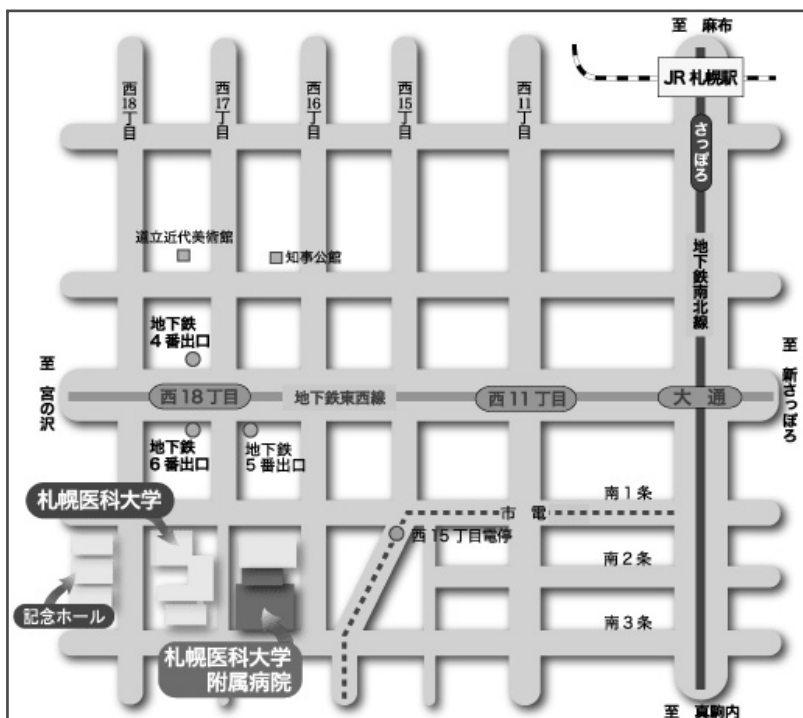 至 麻布
JR 札幌駅
西18丁目
西17丁目
西16丁目
西15丁目
西11丁目
さっぽろ
道立近代美術館
知事公館
地下鉄南北線
地下鉄
4番出口
至 宮の沢
西18丁目
地下鉄東西線
西11丁目
大通
至 新さっぽろ
地下鉄
6番出口
地下鉄
5番出口
札幌医科大学
南1条
市電
西15丁目電停
南2条
記念ホール
南3条
札幌医科大学
附属病院
至 真駒内